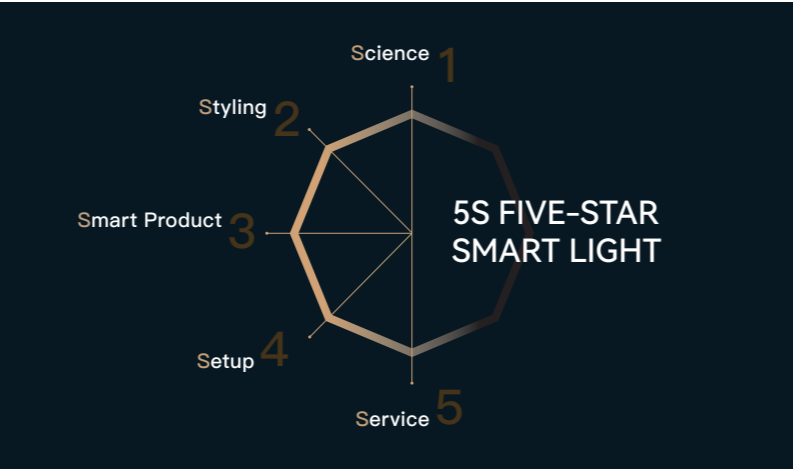 Science 1
Styling 2
Smart Product 3
5S FIVE-STAR
SMART LIGHT
Setup 4
Service 5